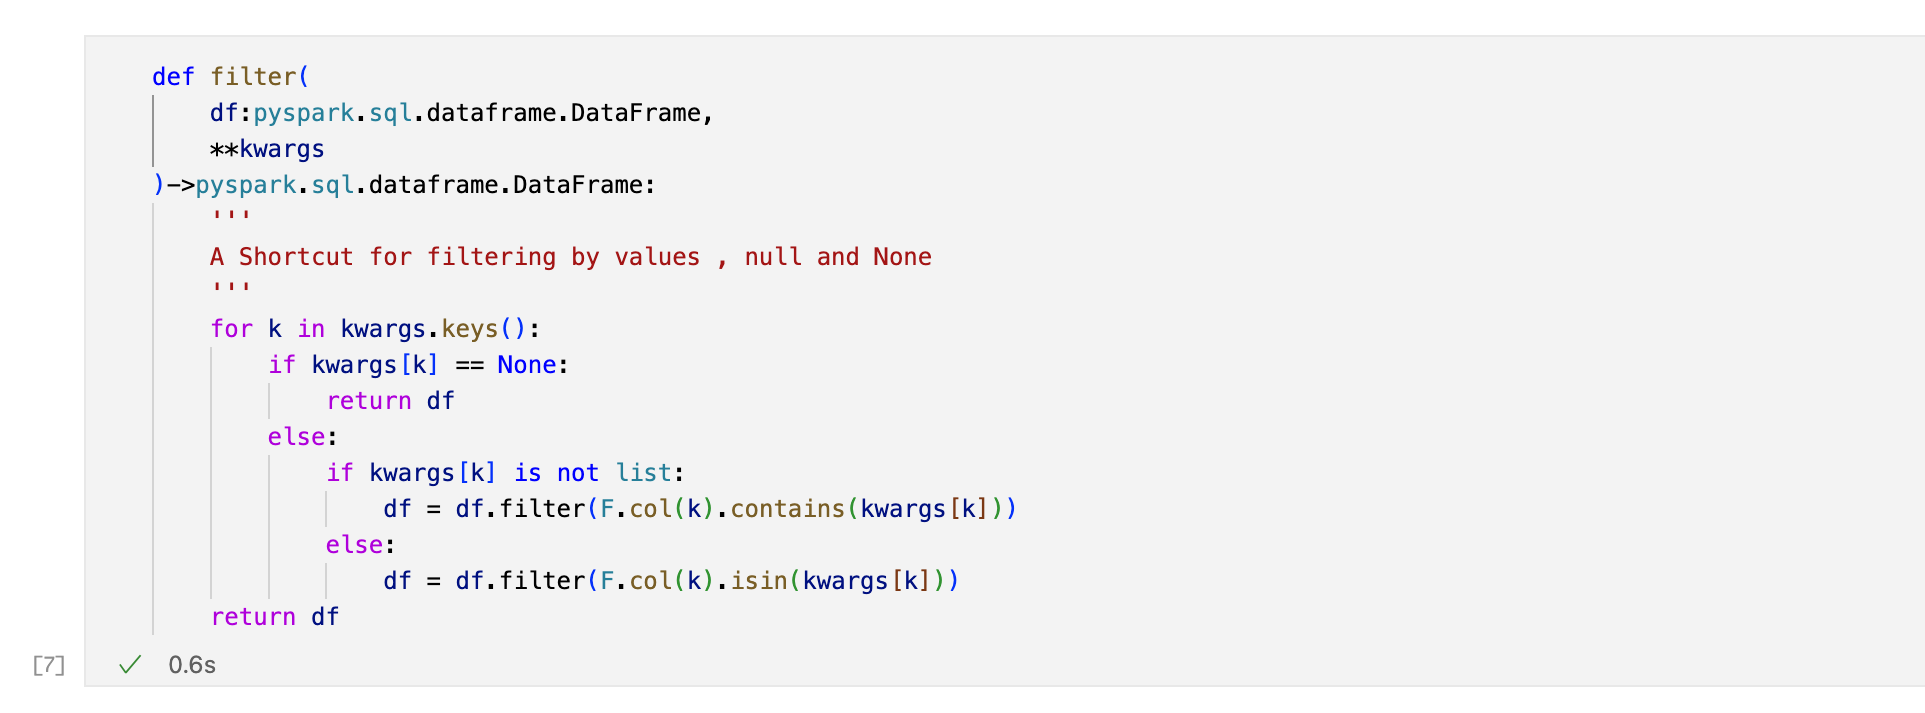 def filter(
    df:pyspark.sql.dataframe.DataFrame,
    **kwargs
)->pyspark.sql.dataframe.DataFrame:
    '''
    A Shortcut for filtering by values , null and None
    '''
    for k in kwargs.keys():
        if kwargs[k] == None:
            return df
        else:
            if kwargs[k] is not list:
                df = df.filter(F.col(k).contains(kwargs[k]))
            else:
                df = df.filter(F.col(k).isin(kwargs[k]))
    return df
[7] ✓ 0.6s